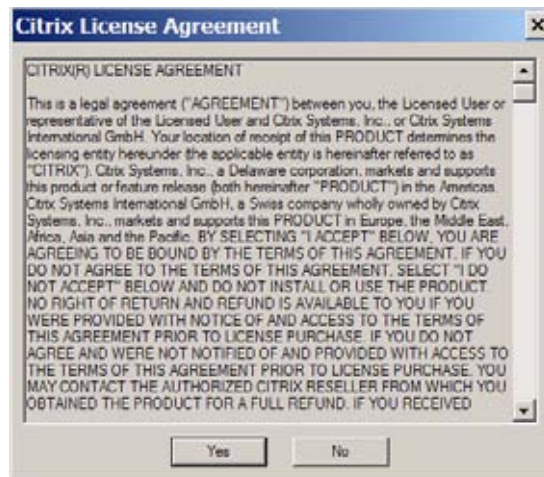 Citrix License Agreement
CITRIX(R) LICENSE AGREEMENT
This is a legal agreement ("AGREEMENT") between you, the Licensed User or
representative of the Licensed User and Citrix Systems, Inc., or Citrix Systems
International GmbH. Your location of receipt of this PRODUCT determines the
licensing entity hereunder (the applicable entity is hereinafter referred to as
"CITRIX"). Citrix Systems, Inc., a Delaware corporation, markets and supports
this product or feature release (both hereinafter "PRODUCT") in the Americas.
Citrix Systems International GmbH, a Swiss company wholly owned by Citrix
Systems, Inc., markets and supports this PRODUCT in Europe, the Middle East,
Africa, Asia and the Pacific. BY SELECTING "I ACCEPT" BELOW, YOU ARE
AGREEING TO BE BOUND BY THE TERMS OF THIS AGREEMENT. IF YOU
DO NOT AGREE TO THE TERMS OF THIS AGREEMENT, SELECT "I DO
NOT ACCEPT" BELOW AND DO NOT INSTALL OR USE THE PRODUCT.
NO RIGHT OF RETURN AND REFUND IS AVAILABLE TO YOU IF YOU
WERE PROVIDED WITH NOTICE OF AND ACCESS TO THE TERMS OF
THIS AGREEMENT PRIOR TO LICENSE PURCHASE. IF YOU DO NOT
AGREE AND WERE NOT NOTIFIED OF AND PROVIDED WITH ACCESS TO
THE TERMS OF THIS AGREEMENT PRIOR TO LICENSE PURCHASE, YOU
MAY CONTACT THE AUTHORIZED CITRIX RESELLER FROM WHICH YOU
OBTAINED THE PRODUCT FOR A FULL REFUND. IF YOU RECEIVED
Yes No